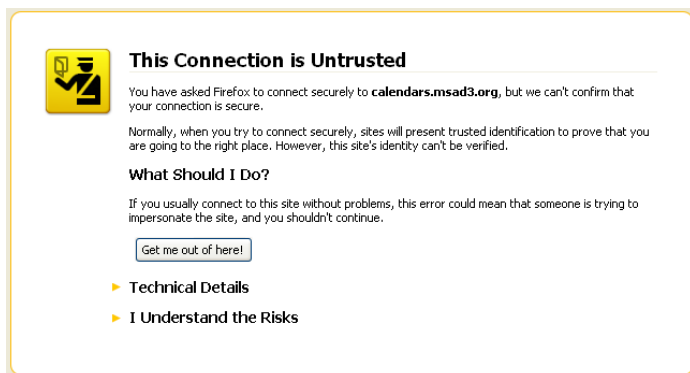 This Connection is Untrusted
You have asked Firefox to connect securely to calendars.msad3.org, but we can't confirm that
your connection is secure.
Normally, when you try to connect securely, sites will present trusted identification to prove that you
are going to the right place. However, this site's identity can't be verified.
What Should I Do?
If you usually connect to this site without problems, this error could mean that someone is trying to
impersonate the site, and you shouldn't continue.
Get me out of here!
Technical Details
I Understand the Risks